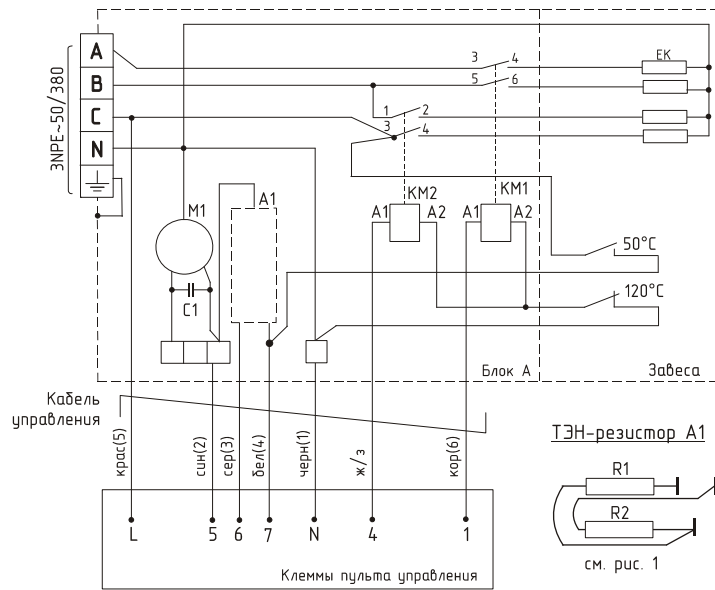 3NPE~50/380
A
B
C
N
3 4
5 6
1 2
3 4
EK
M1
C1
A1
KM2
A1 A2
KM1
A1 A2
50°C
120°C
Блок А
Завеса
Кабель
управления
крас(5)
син(2)
сер(3)
бел(4)
черн(1)
ж/з
кор(6)
L 5 6 7 N 4 1
Клеммы пульта управления
ТЭН-резистор А1
R1
R2
см. рис. 1